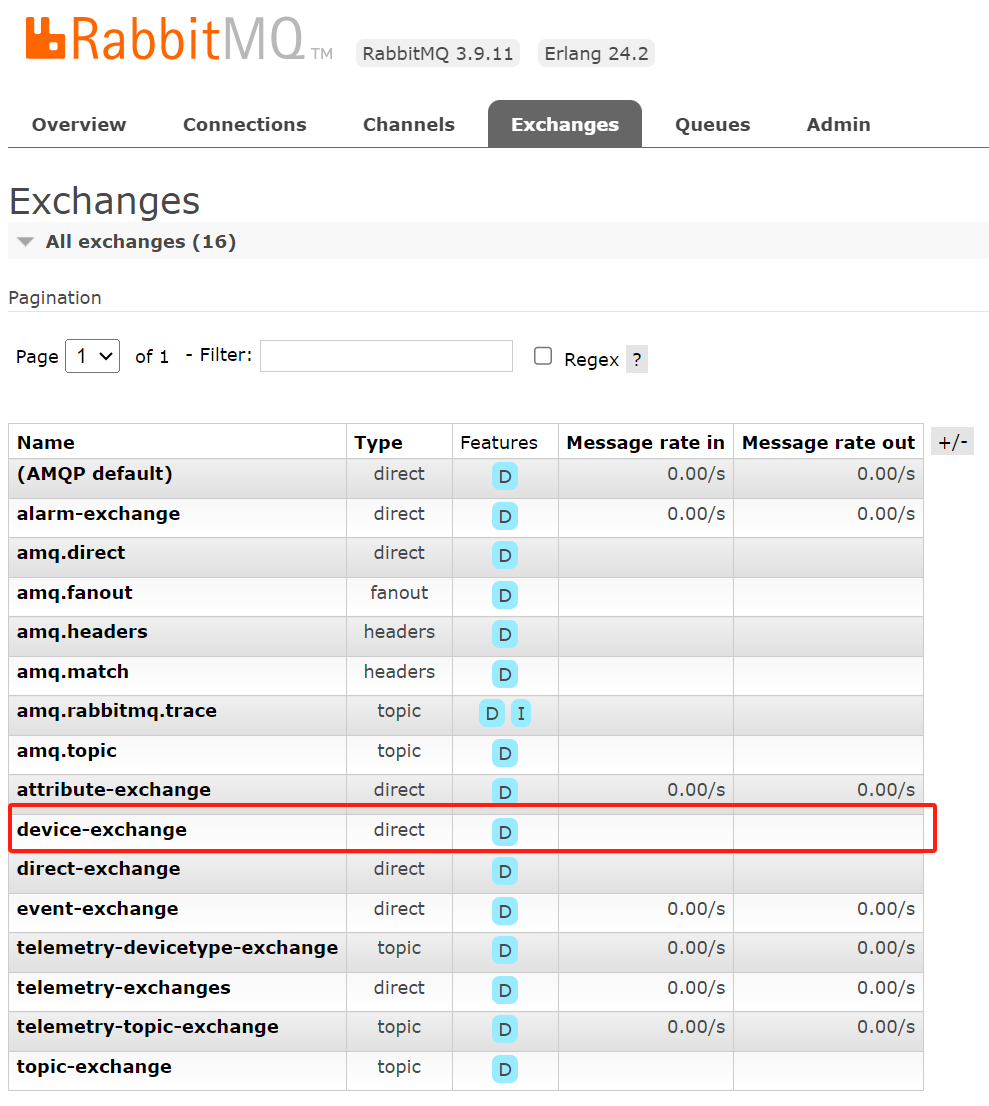 RabbitMQ TM RabbitMQ 3.9.11 Erlang 24.2
Overview Connections Channels Exchanges Queues Admin
Exchanges
All exchanges (16)
Pagination
Page 1 of 1 - Filter: Regex ?
Name Type Features Message rate in Message rate out +/-
(AMQP default) direct D 0.00/s 0.00/s
alarm-exchange direct D 0.00/s 0.00/s
amq.direct direct D
amq.fanout fanout D
amq.headers headers D
amq.match headers D
amq.rabbitmq.trace topic D I
amq.topic topic D
attribute-exchange direct D 0.00/s 0.00/s
device-exchange direct D
direct-exchange direct D
event-exchange direct D 0.00/s 0.00/s
telemetry-devicetype-exchange topic D 0.00/s 0.00/s
telemetry-exchanges direct D 0.00/s 0.00/s
telemetry-topic-exchange topic D 0.00/s 0.00/s
topic-exchange topic D